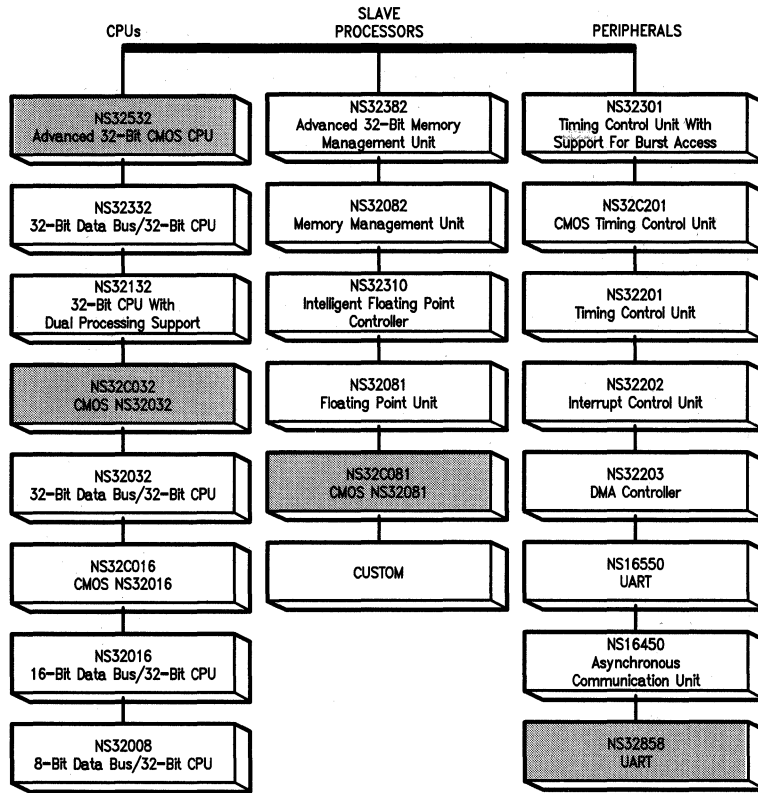 CPUs
SLAVE
PROCESSORS
PERIPHERALS
NS32532
Advanced 32-Bit CMOS CPU
NS32332
32-Bit Data Bus/32-Bit CPU
NS32132
32-Bit CPU With
Dual Processing Support
NS32C032
CMOS NS32032
NS32032
32-Bit Data Bus/32-Bit CPU
NS32C016
CMOS NS32016
NS32016
16-Bit Data Bus/32-Bit CPU
NS32008
8-Bit Data Bus/32-Bit CPU
NS32382
Advanced 32-Bit Memory
Management Unit
NS32082
Memory Management Unit
NS32310
Intelligent Floating Point
Controller
NS32081
Floating Point Unit
NS32C081
CMOS NS32081
CUSTOM
NS32301
Timing Control Unit With
Support For Burst Access
NS32C201
CMOS Timing Control Unit
NS32201
Timing Control Unit
NS32202
Interrupt Control Unit
NS32203
DMA Controller
NS16550
UART
NS16450
Asynchronous
Communication Unit
NS32858
UART